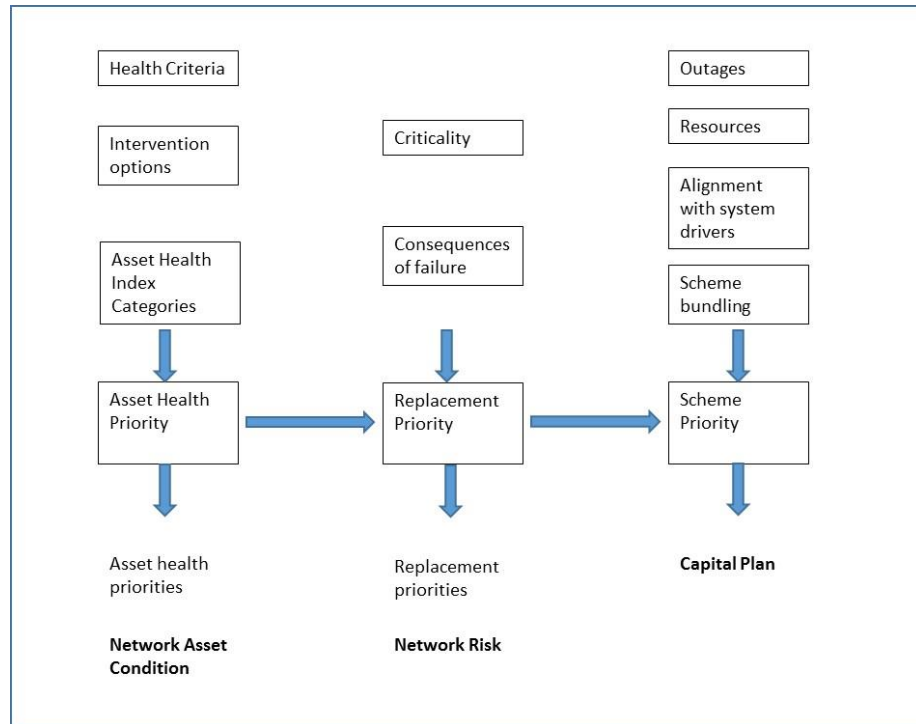 Health Criteria
Intervention
options
Asset Health
Index
Categories
Asset Health
Priority
Asset health
priorities
Network Asset
Condition
Criticality
Consequences
of failure
Replacement
Priority
Replacement
priorities
Network Risk
Outages
Resources
Alignment
with system
drivers
Scheme
bundling
Scheme
Priority
Capital Plan